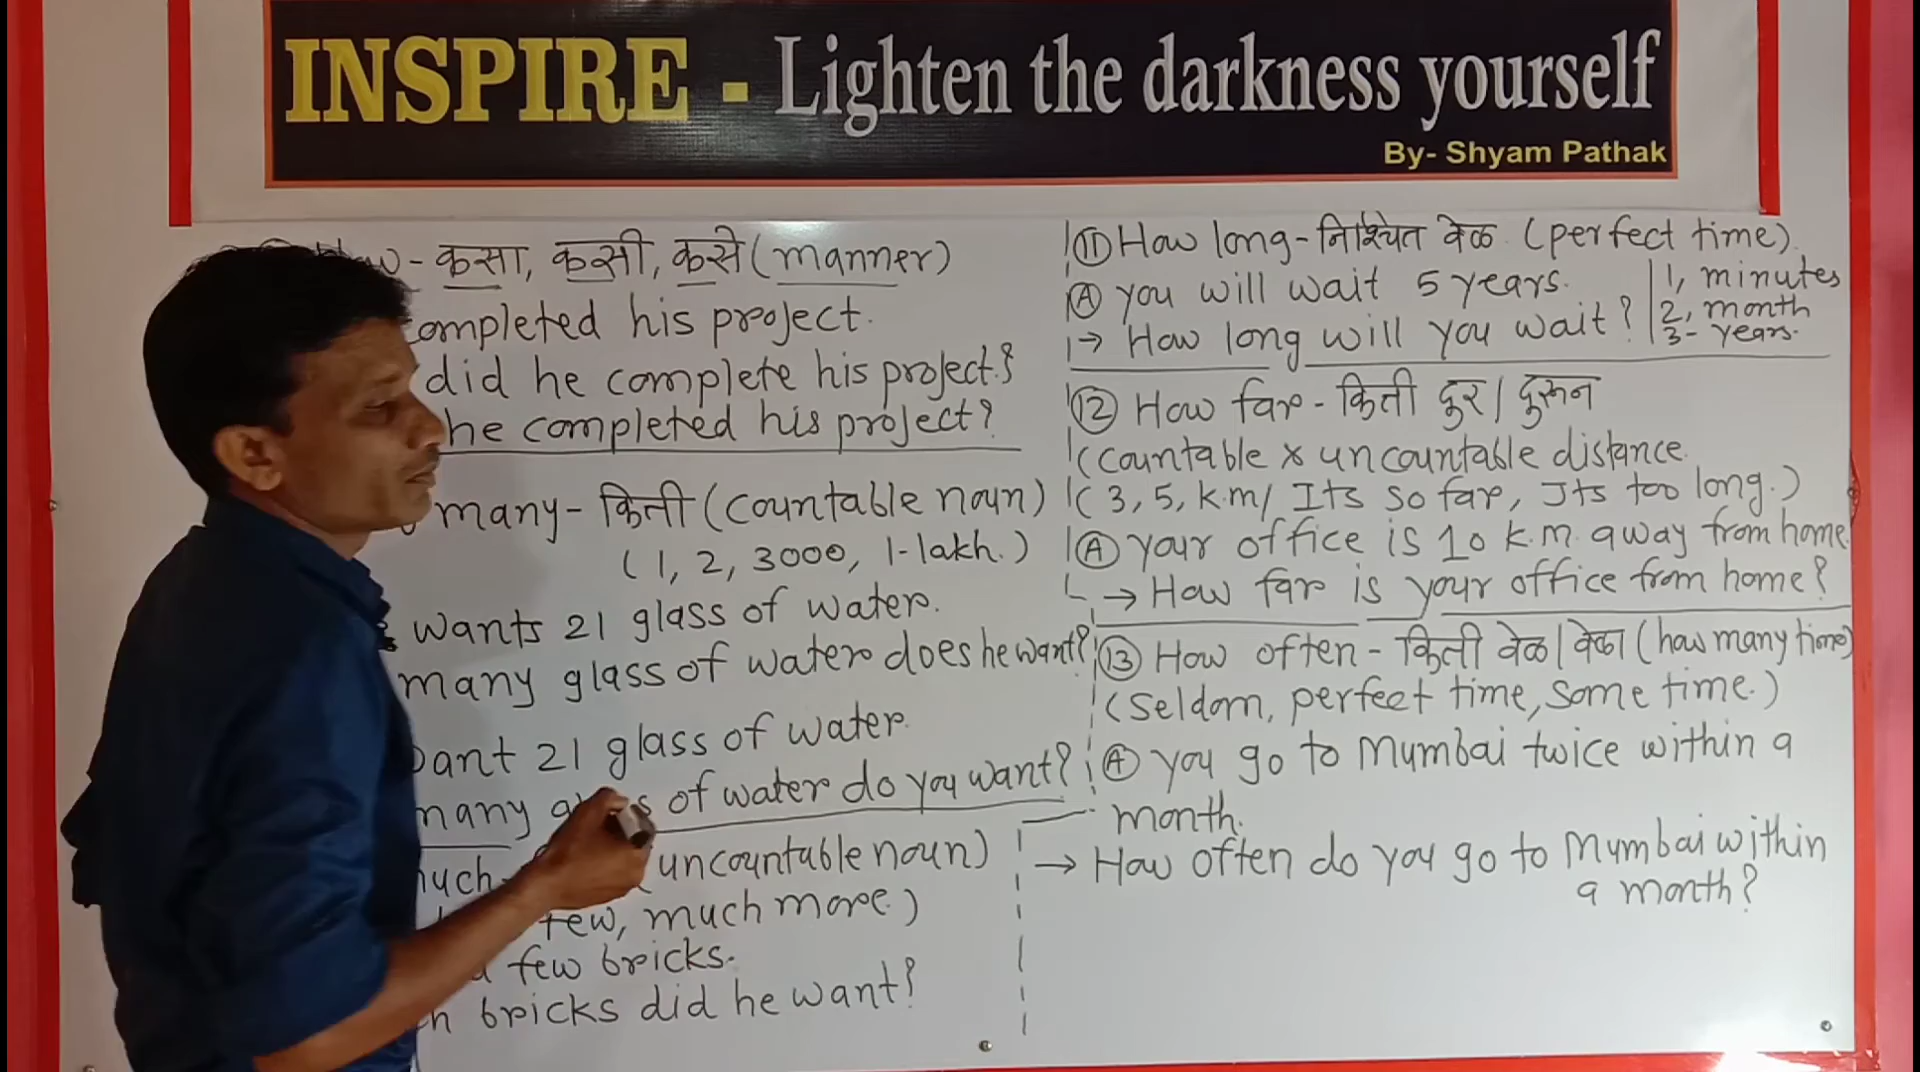 INSPIRE - Lighten the darkness yourself
By- Shyam Pathak
- कसा, कसी, कसे (manner)
ompleted his project.
did he complete his project?
he completed his project?
many - किती (countable noun)
(1, 2, 3000, 1-lakh.)
wants 21 glass of water.
many glass of water does he want?
ant 21 glass of water.
many glass of water do you want?
uch- (uncountable noun)
few, much more.)
few bricks.
bricks did he want?
(11) How long - निश्चित वेळ (perfect time).
(A) you will wait 5 years.
→ How long will you wait?
1, minutes
2, month
3- years.
(12) How far - किती दुर / दुरून
(countable x uncountable distance
(3, 5, k.m/ Its so far, Its too long.)
(A) your office is 10 k.m. away from home
→ How far is your office from home?
(13) How often - किती वेळ / वेळा (how many time)
(seldom, perfect time, some time.)
(A) you go to Mumbai twice within a
month.
→ How often do you go to Mumbai within
a month?